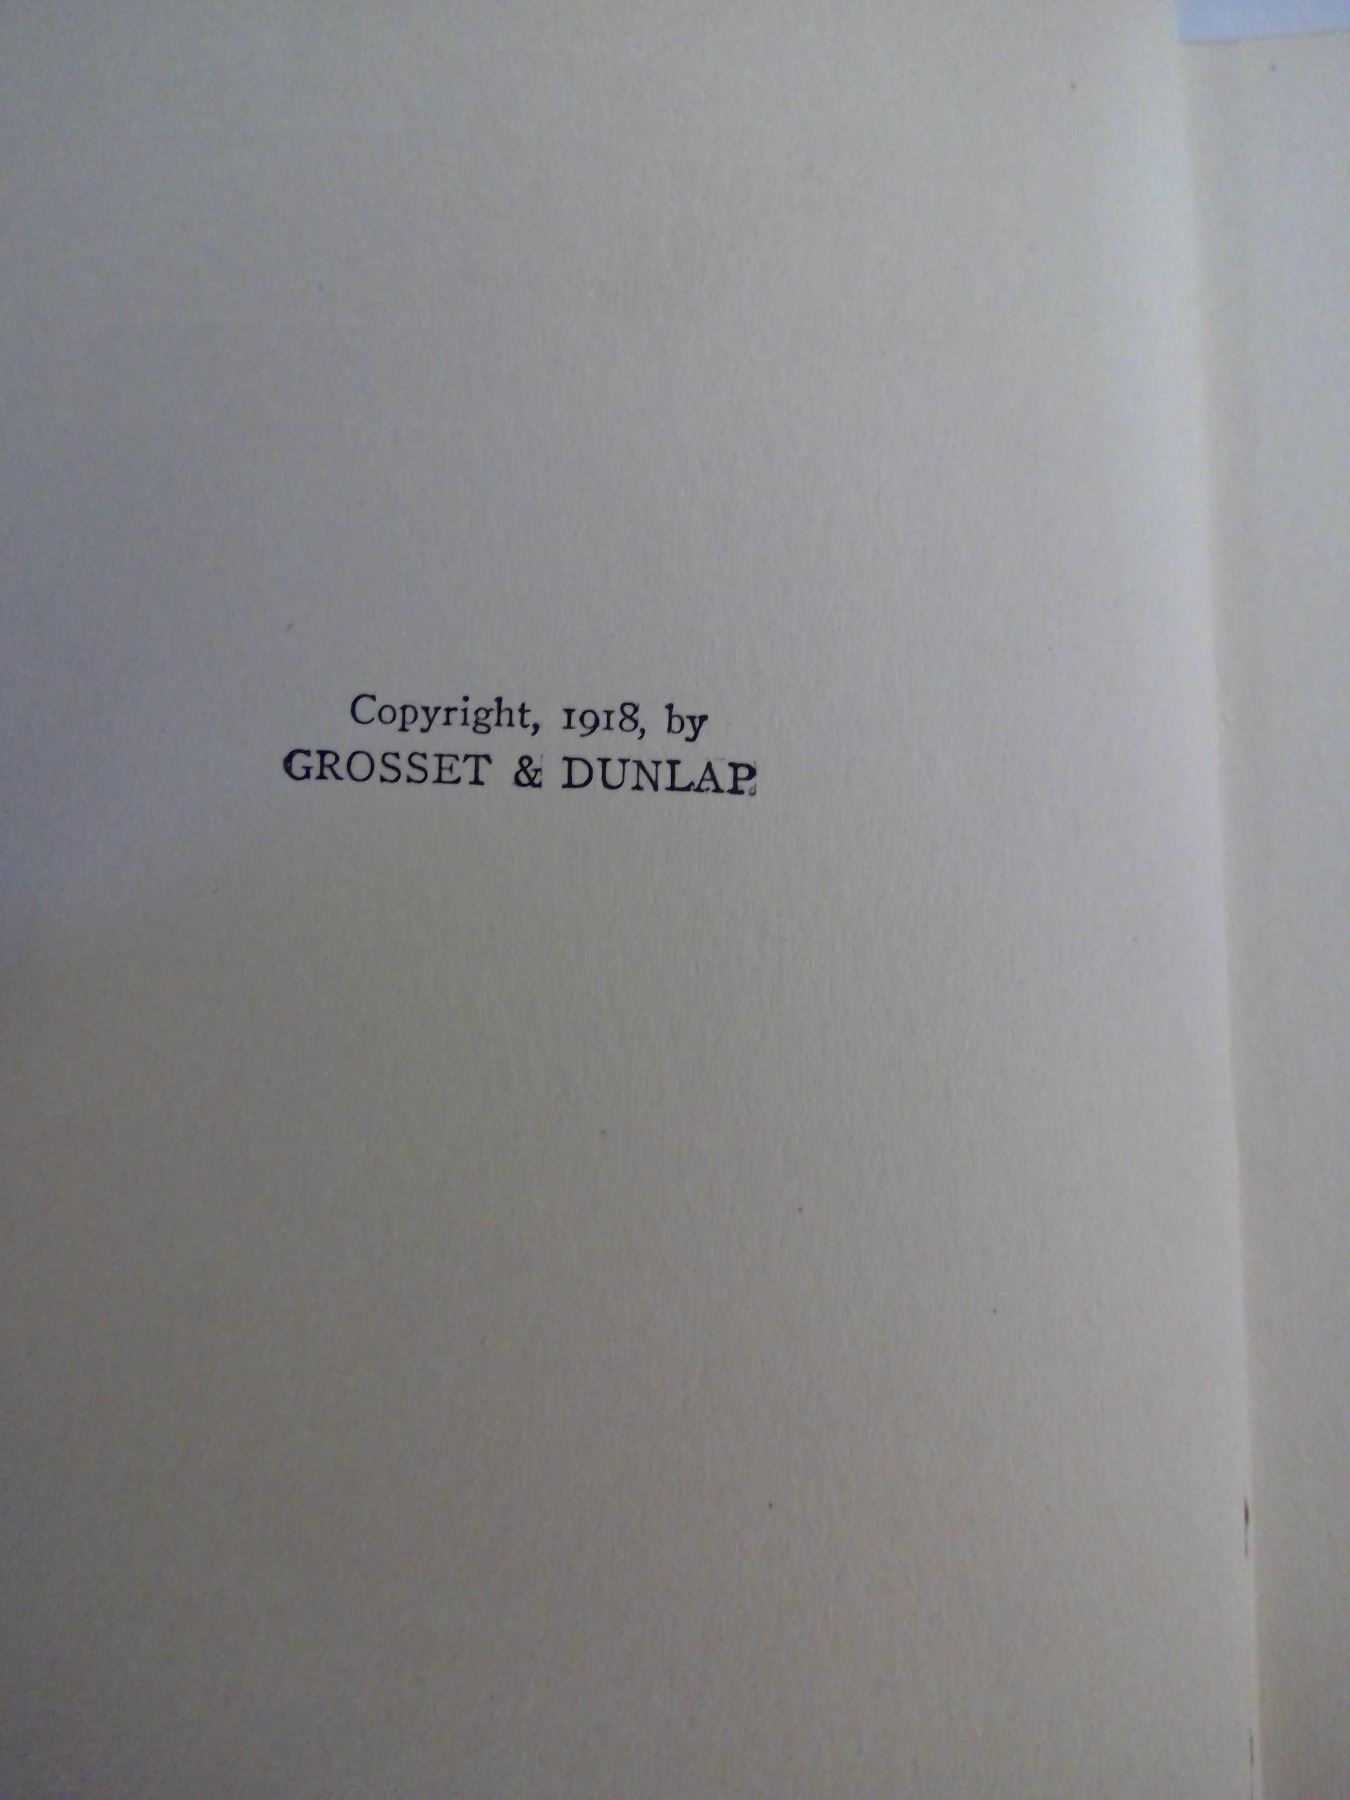 Copyright, 1918, by
GROSSET & DUNLAP